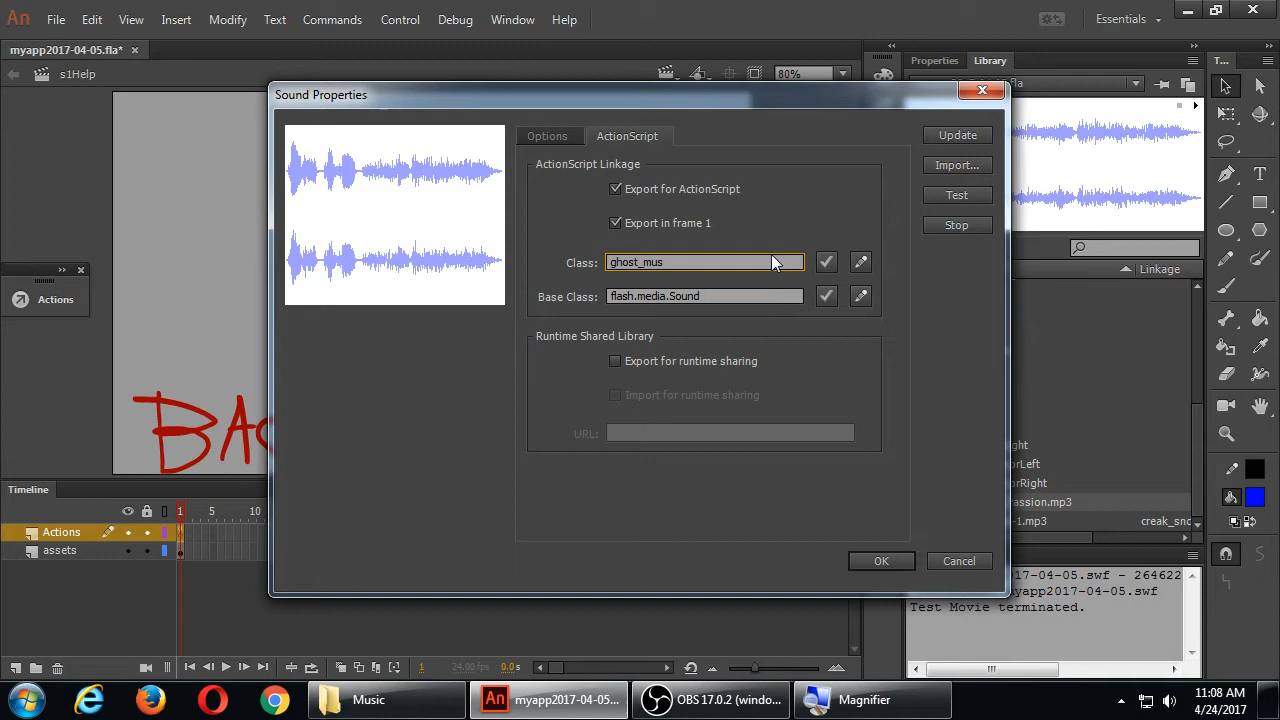 An File Edit View Insert Modify Text Commands Control Debug Window Help Essentials
myapp2017-04-05.fla* ×
s1Help
80%
Properties Library
T...
Sound Properties
Options ActionScript
Update
ActionScript Linkage
Import...
Export for ActionScript
Test
Export in frame 1
Stop
Class: ghost_mus
Linkage
Base Class: flash.media.Sound
Actions
Runtime Shared Library
Export for runtime sharing
Import for runtime sharing
URL:
BA
ght
orLeft
orRight
assion.mp3
-1.mp3
Timeline
1 5 10
Actions
assets
OK Cancel
17-04-05.swf - 264622
myapp2017-04-05.swf
Test Movie terminated.
1 24.00 fps 0.0 s
Music
An myapp2017-04-05...
OBS 17.0.2 (windo...
Magnifier
11:08 AM
4/24/2017